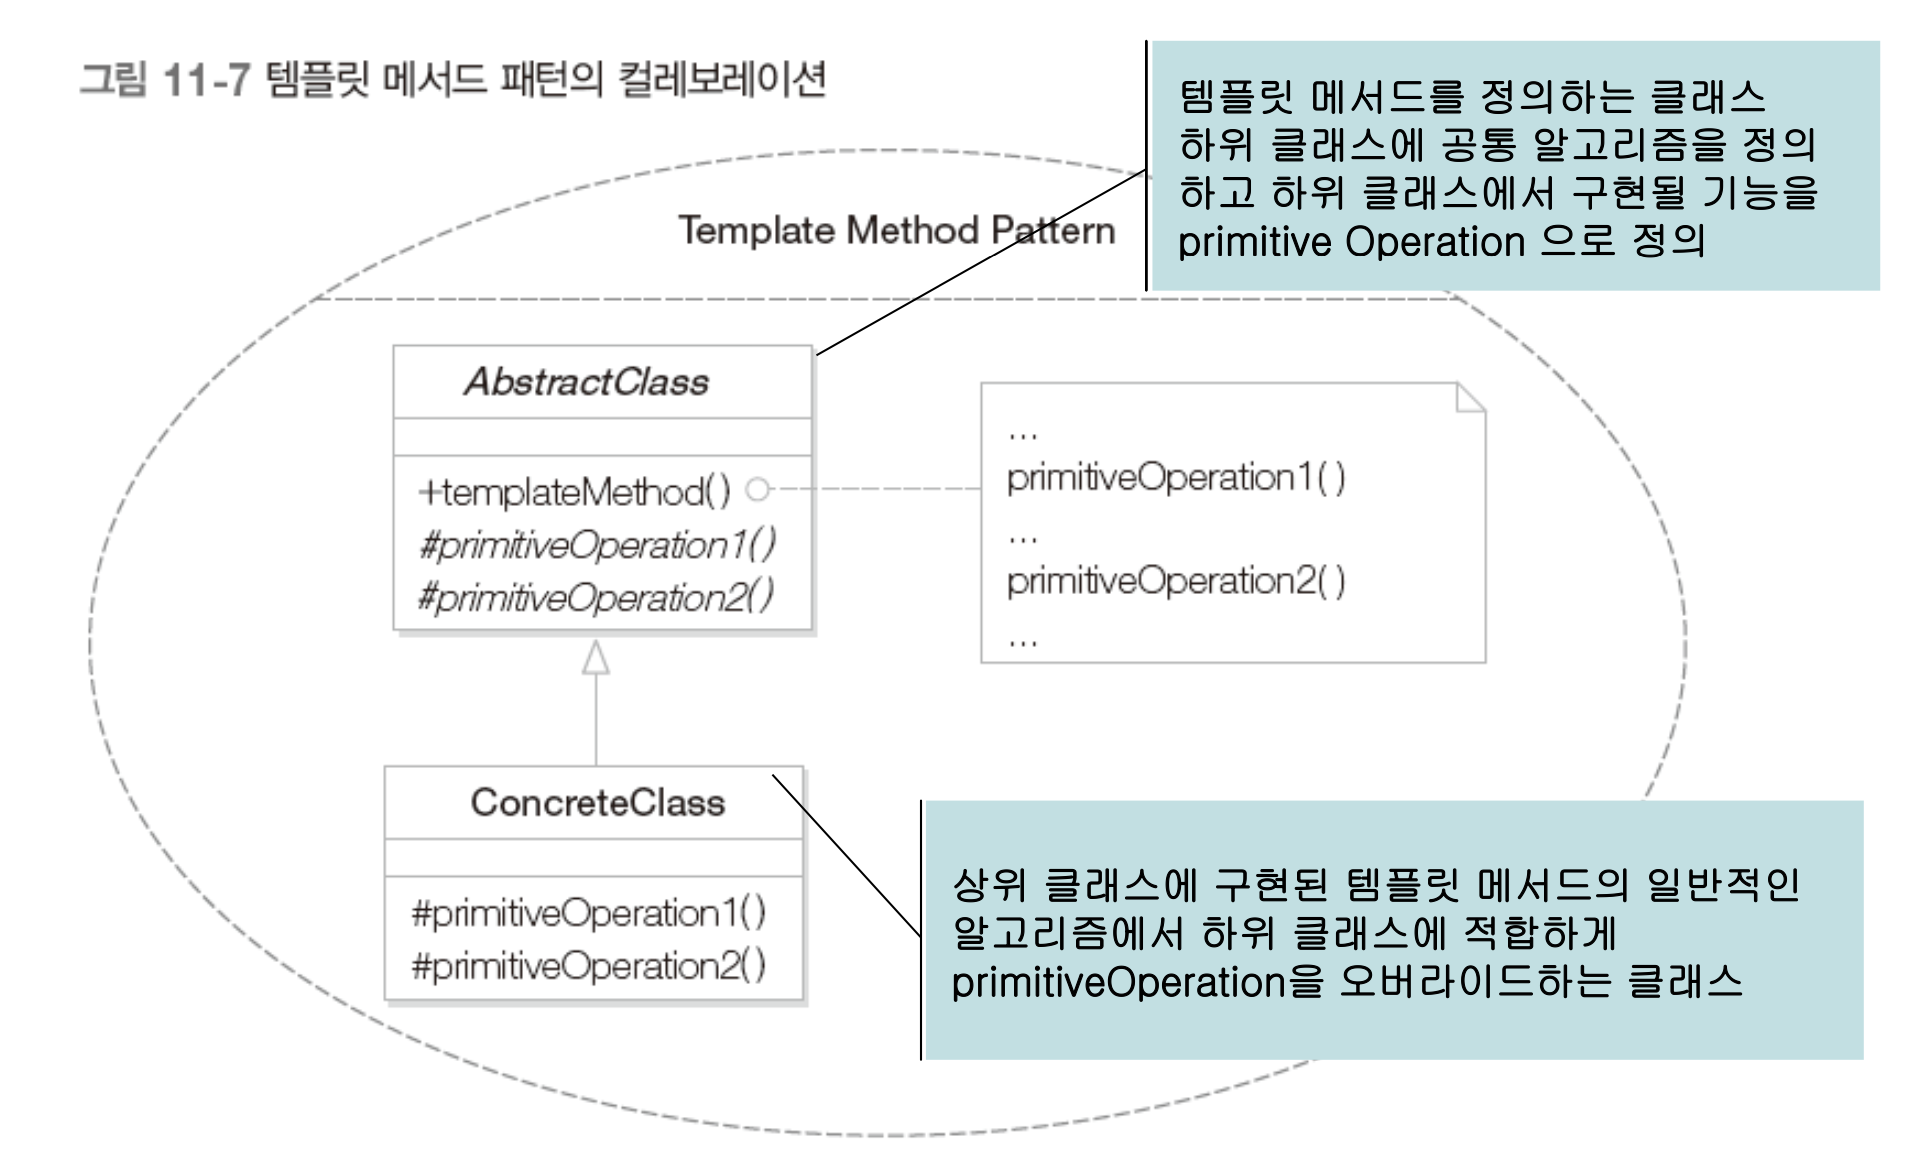 그림 11-7 템플릿 메서드 패턴의 컬레보레이션
템플릿 메서드를 정의하는 클래스
하위 클래스에 공통 알고리즘을 정의
하고 하위 클래스에서 구현될 기능을
primitive Operation 으로 정의
Template Method Pattern
AbstractClass
+templateMethod()
#primitiveOperation1()
#primitiveOperation2()
...
primitiveOperation1( )
...
primitiveOperation2( )
...
ConcreteClass
#primitiveOperation1()
#primitiveOperation2()
상위 클래스에 구현된 템플릿 메서드의 일반적인
알고리즘에서 하위 클래스에 적합하게
primitiveOperation을 오버라이드하는 클래스